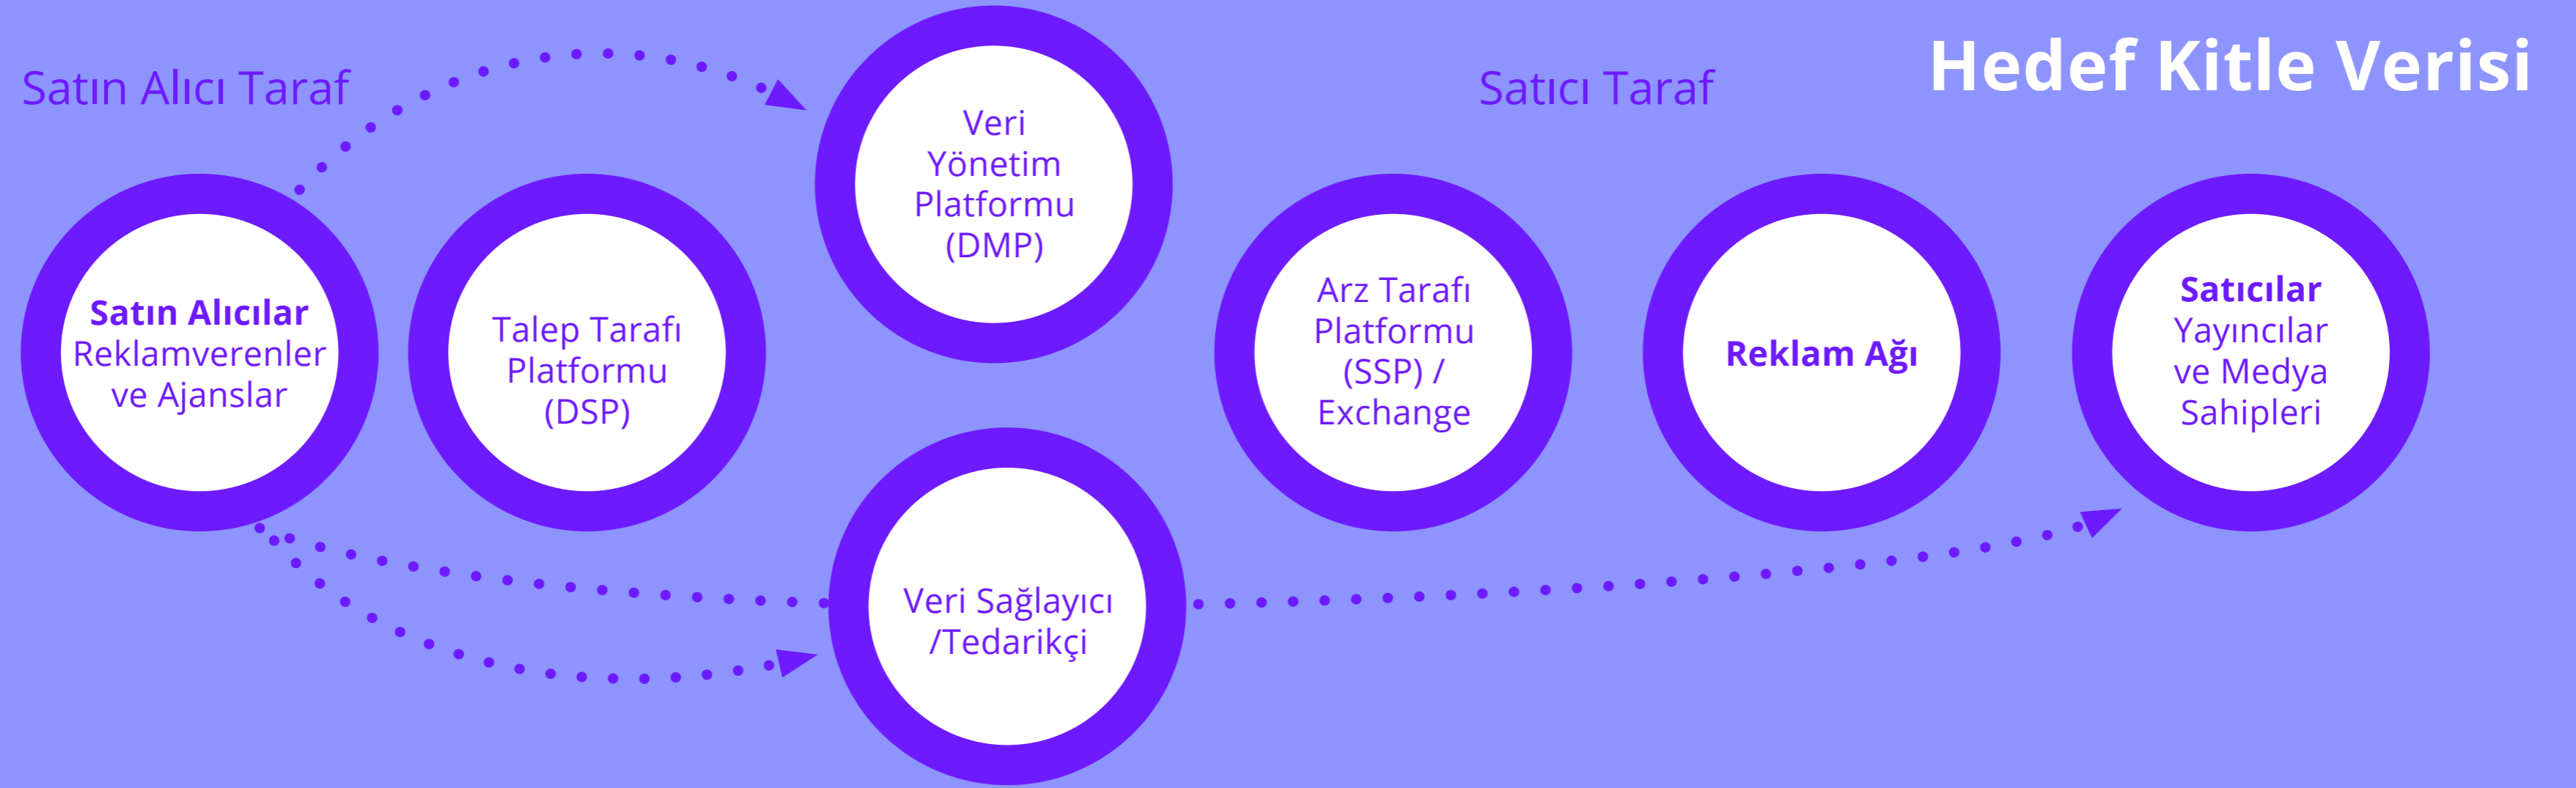 Satın Alıcı Taraf
Satıcı Taraf
Hedef Kitle Verisi
Satın Alıcılar
Reklamverenler
ve Ajanslar
Talep Tarafı
Platformu
(DSP)
Veri
Yönetim
Platformu
(DMP)
Veri Sağlayıcı
/Tedarikçi
Arz Tarafı
Platformu
(SSP) /
Exchange
Reklam Ağı
Satıcılar
Yayıncılar
ve Medya
Sahipleri